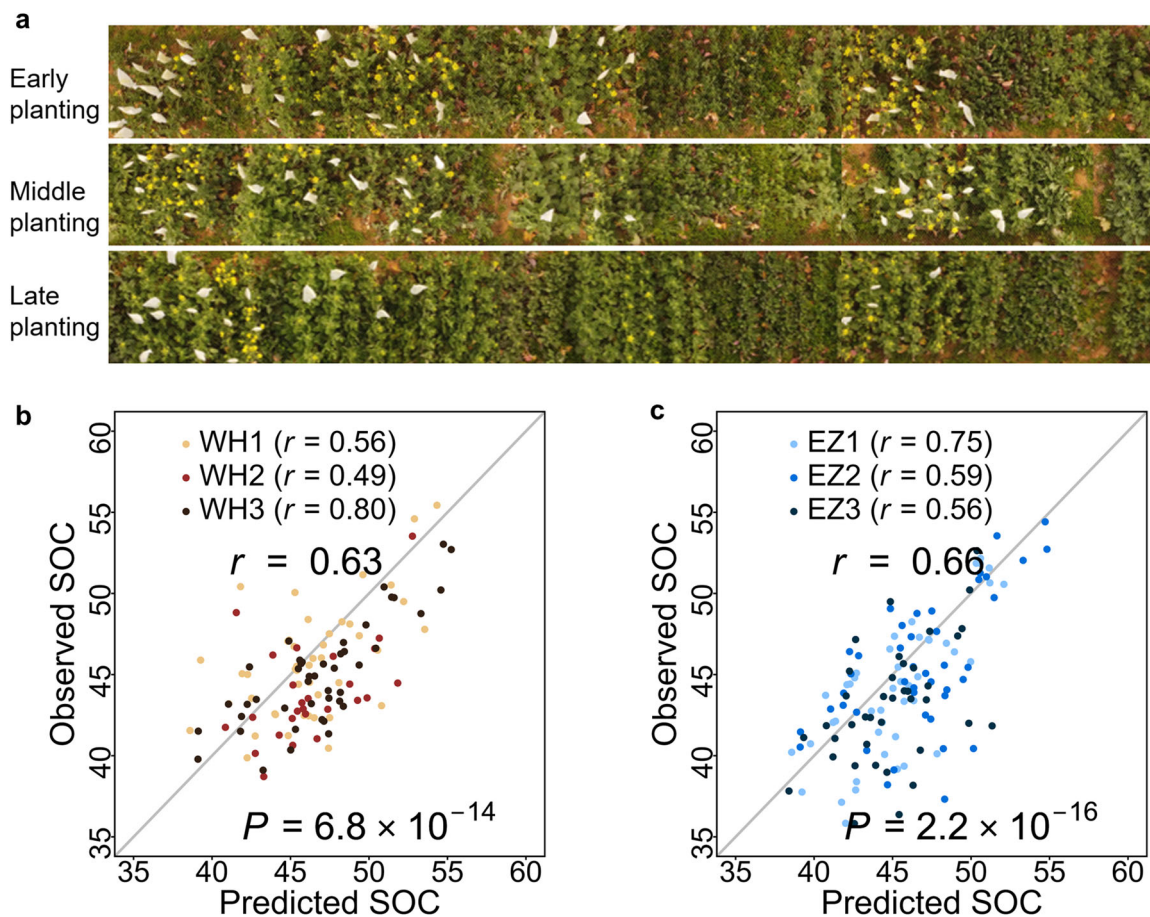 a
Early
planting
Middle
planting
Late
planting
b
60
55
50
45
40
35
Observed SOC
WH1 (r = 0.56)
WH2 (r = 0.49)
WH3 (r = 0.80)
r = 0.63
P = 6.8 × 10⁻¹⁴
35 40 45 50 55 60
Predicted SOC
c
60
55
50
45
40
35
Observed SOC
EZ1 (r = 0.75)
EZ2 (r = 0.59)
EZ3 (r = 0.56)
r = 0.66
P = 2.2 × 10⁻¹⁶
35 40 45 50 55 60
Predicted SOC